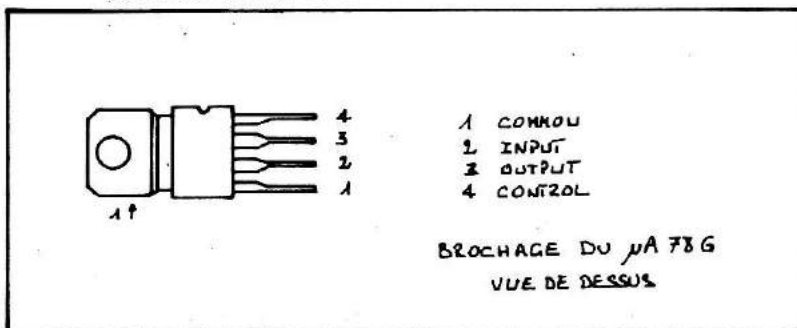 4
3
2
1
1
1 COMMON
2 INPUT
3 OUTPUT
4 CONTROL
BROCHAGE DU µA 78 G
VUE DE DESSUS